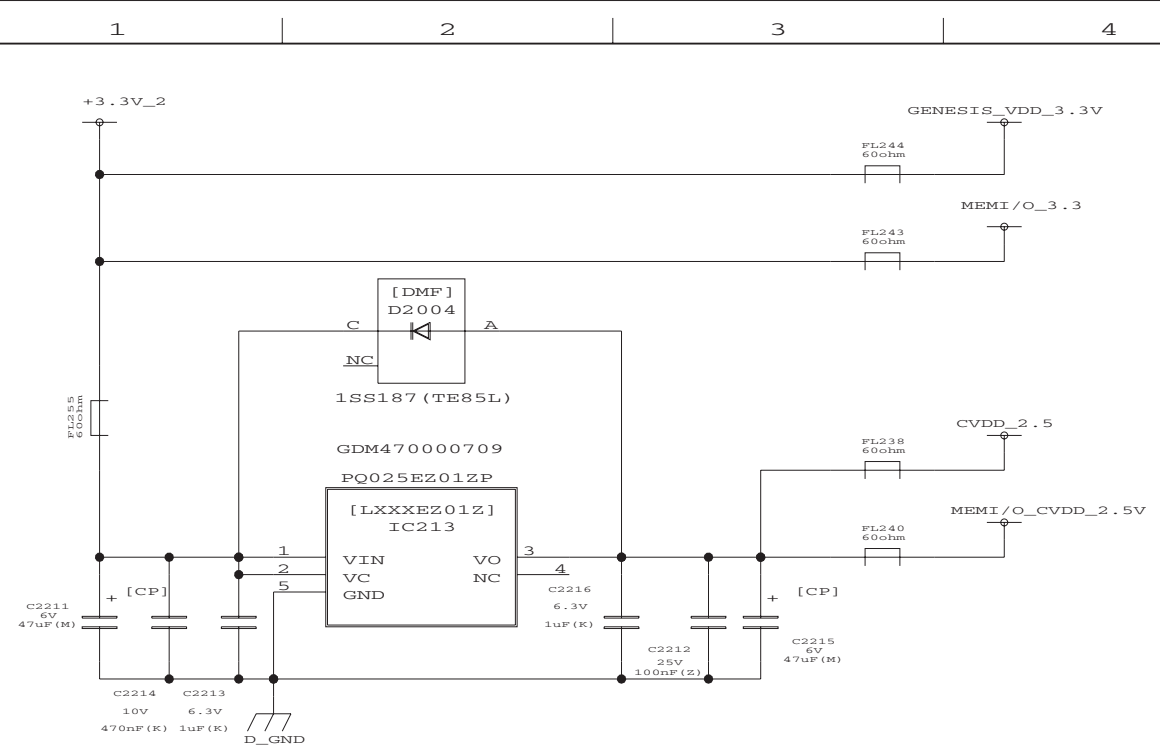 1 2 3 4
+3.3V_2
GENESIS_VDD_3.3V
FL244
60ohm
MEMI/O_3.3
FL243
60ohm
[DMF]
D2004
C A
NC
1SS187(TE85L)
FL255
60ohm
GDM470000709
PQ025EZ01ZP
CVDD_2.5
FL238
60ohm
[LXXXEZ01Z]
IC213
MEMI/O_CVDD_2.5V
FL240
60ohm
1 VIN VO 3
2 VC NC 4
5 GND
C2211
6V
47uF(M)
+ [CP]
C2216
6.3V
1uF(K)
+ [CP]
C2212
25V
100nF(Z)
C2215
6V
47uF(M)
C2214
10V
470nF(K)
C2213
6.3V
1uF(K)
D_GND